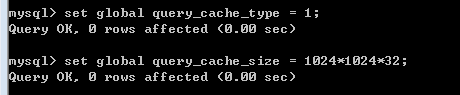 mysql> set global query_cache_type = 1;
Query OK, 0 rows affected (0.00 sec)
mysql> set global query_cache_size = 1024*1024*32;
Query OK, 0 rows affected (0.00 sec)